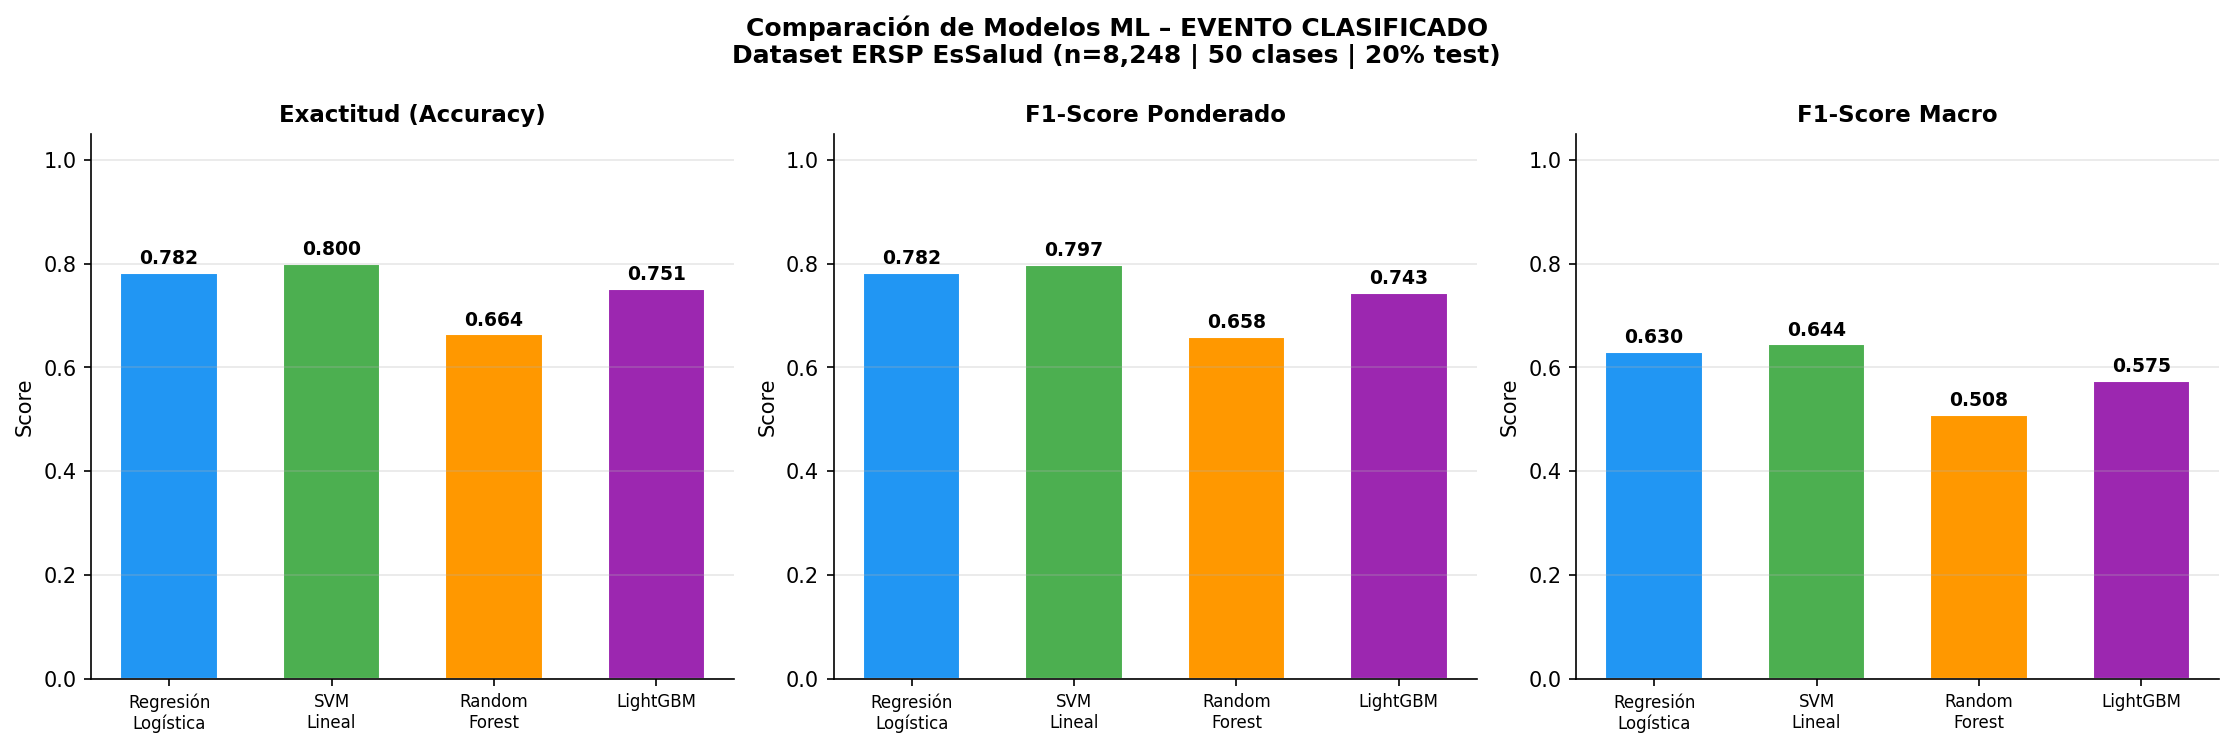 Comparación de Modelos ML – EVENTO CLASIFICADO
Dataset ERSP EsSalud (n=8,248 | 50 clases | 20% test)
Exactitud (Accuracy)
Score
1.0
0.8
0.6
0.4
0.2
0.0
0.782
0.800
0.664
0.751
Regresión
Logística
SVM
Lineal
Random
Forest
LightGBM
F1-Score Ponderado
Score
1.0
0.8
0.6
0.4
0.2
0.0
0.782
0.797
0.658
0.743
Regresión
Logística
SVM
Lineal
Random
Forest
LightGBM
F1-Score Macro
Score
1.0
0.8
0.6
0.4
0.2
0.0
0.630
0.644
0.508
0.575
Regresión
Logística
SVM
Lineal
Random
Forest
LightGBM